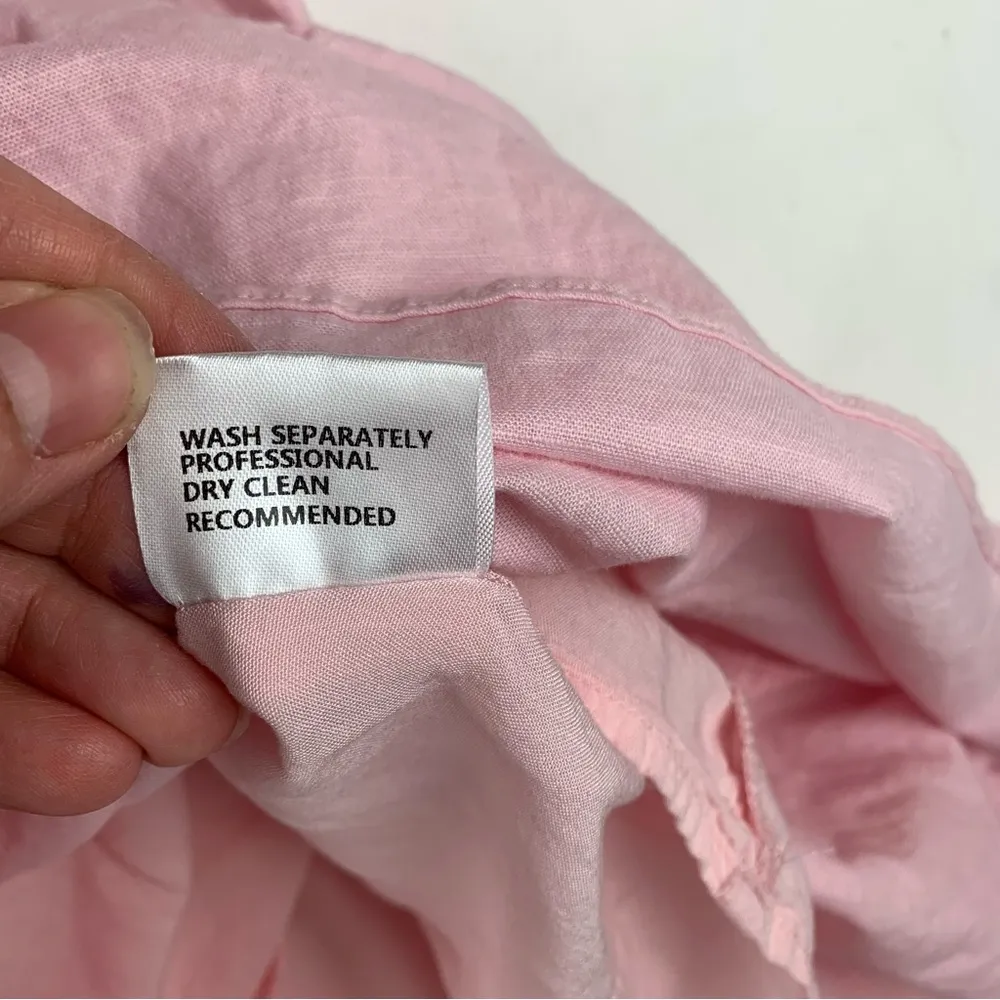 WASH SEPARATELY
PROFESSIONAL
DRY CLEAN
RECOMMENDED